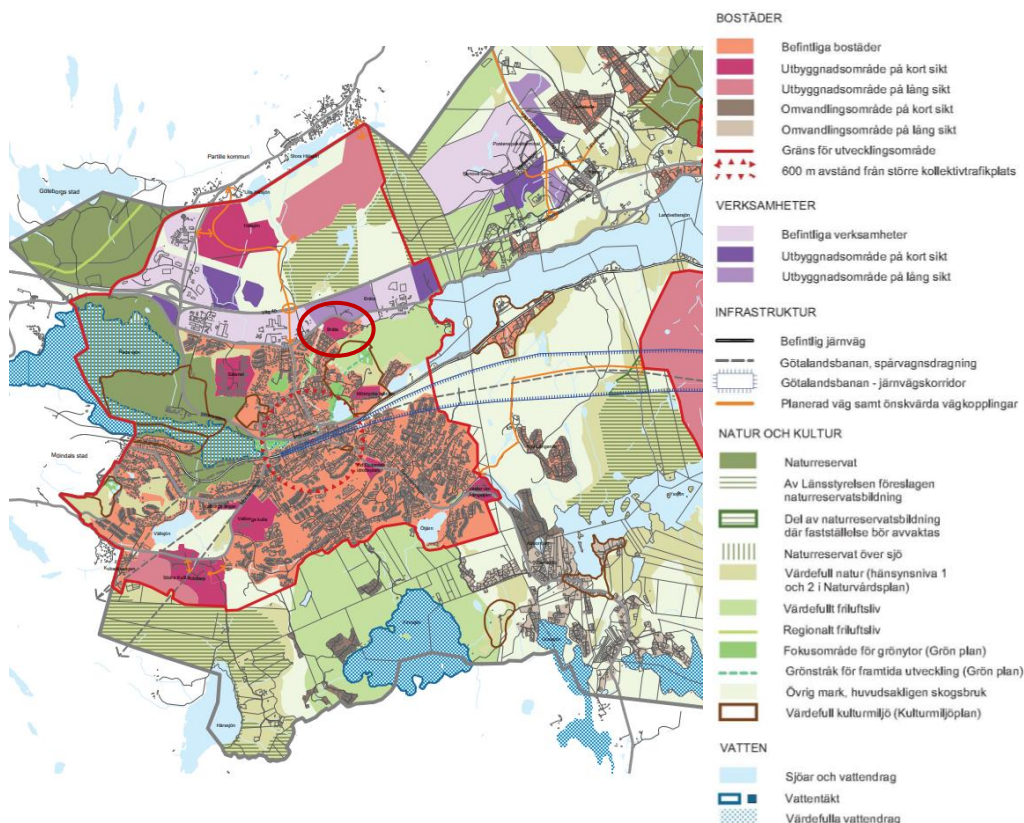 BOSTÄDER
Befintliga bostäder
Utbyggnadsområde på kort sikt
Utbyggnadsområde på lång sikt
Omvandlingsområde på kort sikt
Omvandlingsområde på låg sikt
Gräns för utvecklingsområde
600 m avstånd från större kollektivtrafikplats
VERKSAMHETER
Befintliga verksamheter
Utbyggnadsområde på kort sikt
Utbyggnadsområde på lång sikt
INFRASTRUKTUR
Befintlig järnväg
Götalandsbanan, spårvagnsdragning
Götalandsbanan - järnvägskorridor
Planerad väg samt önskvärda vägkopplingar
NATUR OCH KULTUR
Naturreservat
Av Länsstyrelsen föreslagen
naturreservatsbildning
Del av naturreservatsbildning
där fastställelse bör avvaktas
Naturreservat över sjö
Värdefull natur (hänsynsniva 1
och 2 i Naturvårdsplan)
Värdefullt friluftsliv
Regionalt friluftsliv
Fokusområde för grönytor (Grön plan)
Grönstråk för framtida utveckling (Grön plan)
Övrig mark, huvudsakligen skogsbruk
Värdefull kulturmiljö (Kulturmiljöplan)
VATTEN
Sjöar och vattendrag
Vattentäkt
Värdefulla vattendrag
Partille kommun
Göteborgs stad
Landvettersjön
Mölndals stad